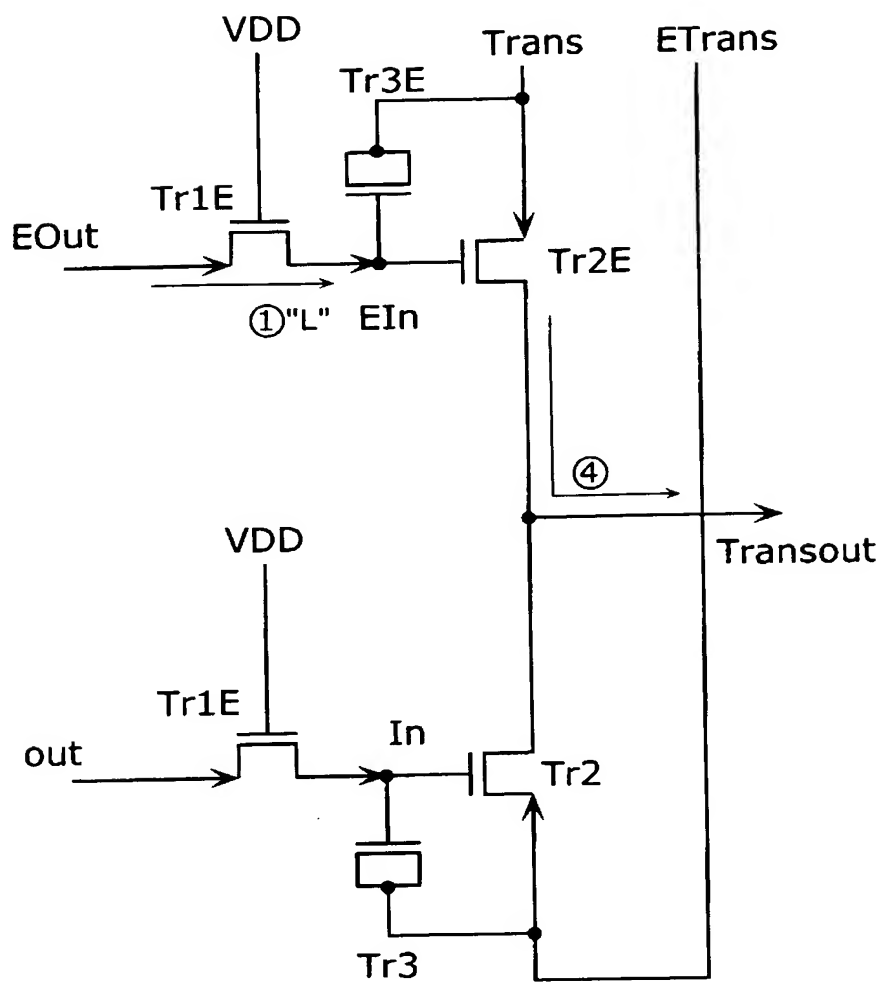 VDD
Trans
ETrans
Tr3E
Tr1E
EOut
Tr2E
①"L"
EIn
④
VDD
Transout
Tr1E
In
out
Tr2
Tr3